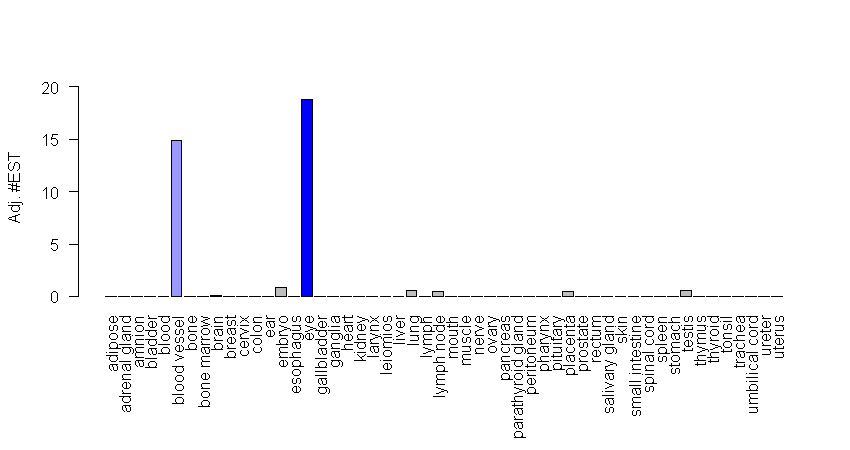 Adj. #EST
20
15
10
5
0
adipose
adrenal gland
amnion
bladder
blood
blood vessel
bone
bone marrow
brain
breast
cervix
colon
ear
embryo
esophagus
eye
gallbladder
ganglia
heart
kidney
larynx
leiomios
liver
lung
lymph
lymph node
mouth
muscle
nerve
ovary
pancreas
parathyroid gland
peritoneum
pharynx
pituitary
placenta
prostate
rectum
salivary gland
skin
small intestine
spinal cord
spleen
stomach
testis
thymus
thyroid
tonsil
trachea
umbilical cord
ureter
uterus